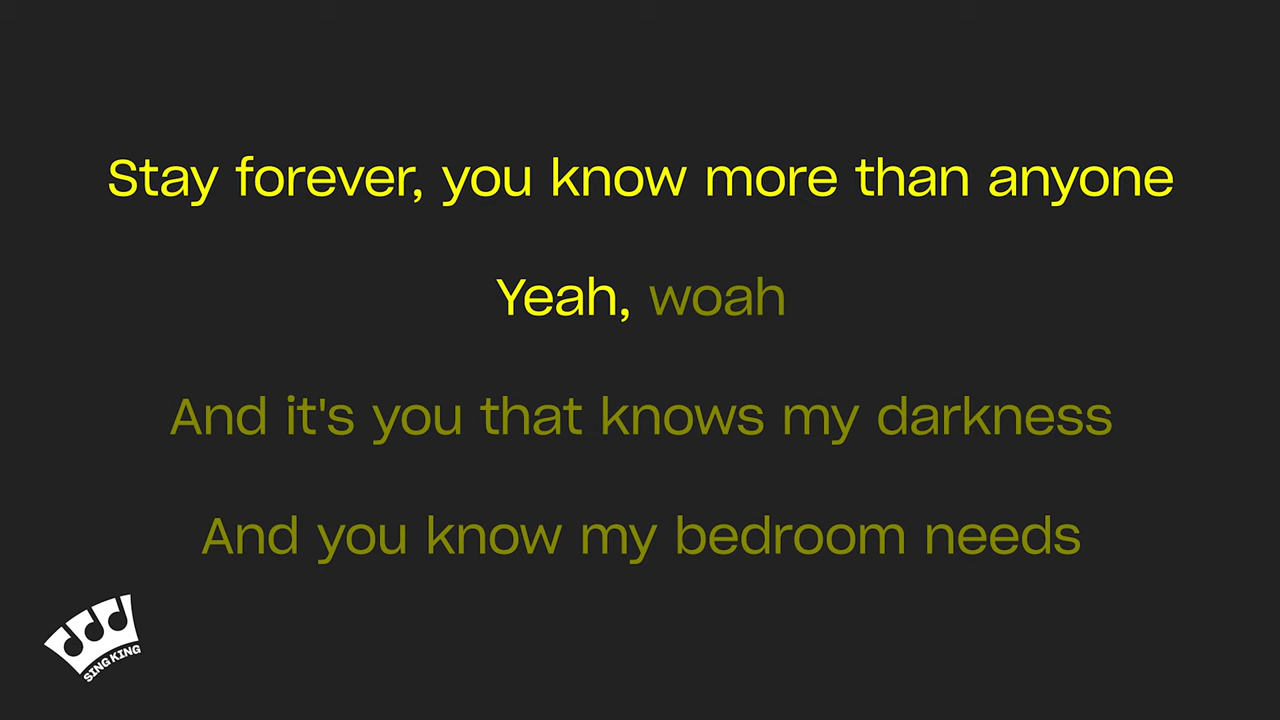 Stay forever, you know more than anyone
Yeah, woah
And it's you that knows my darkness
And you know my bedroom needs
SING KING